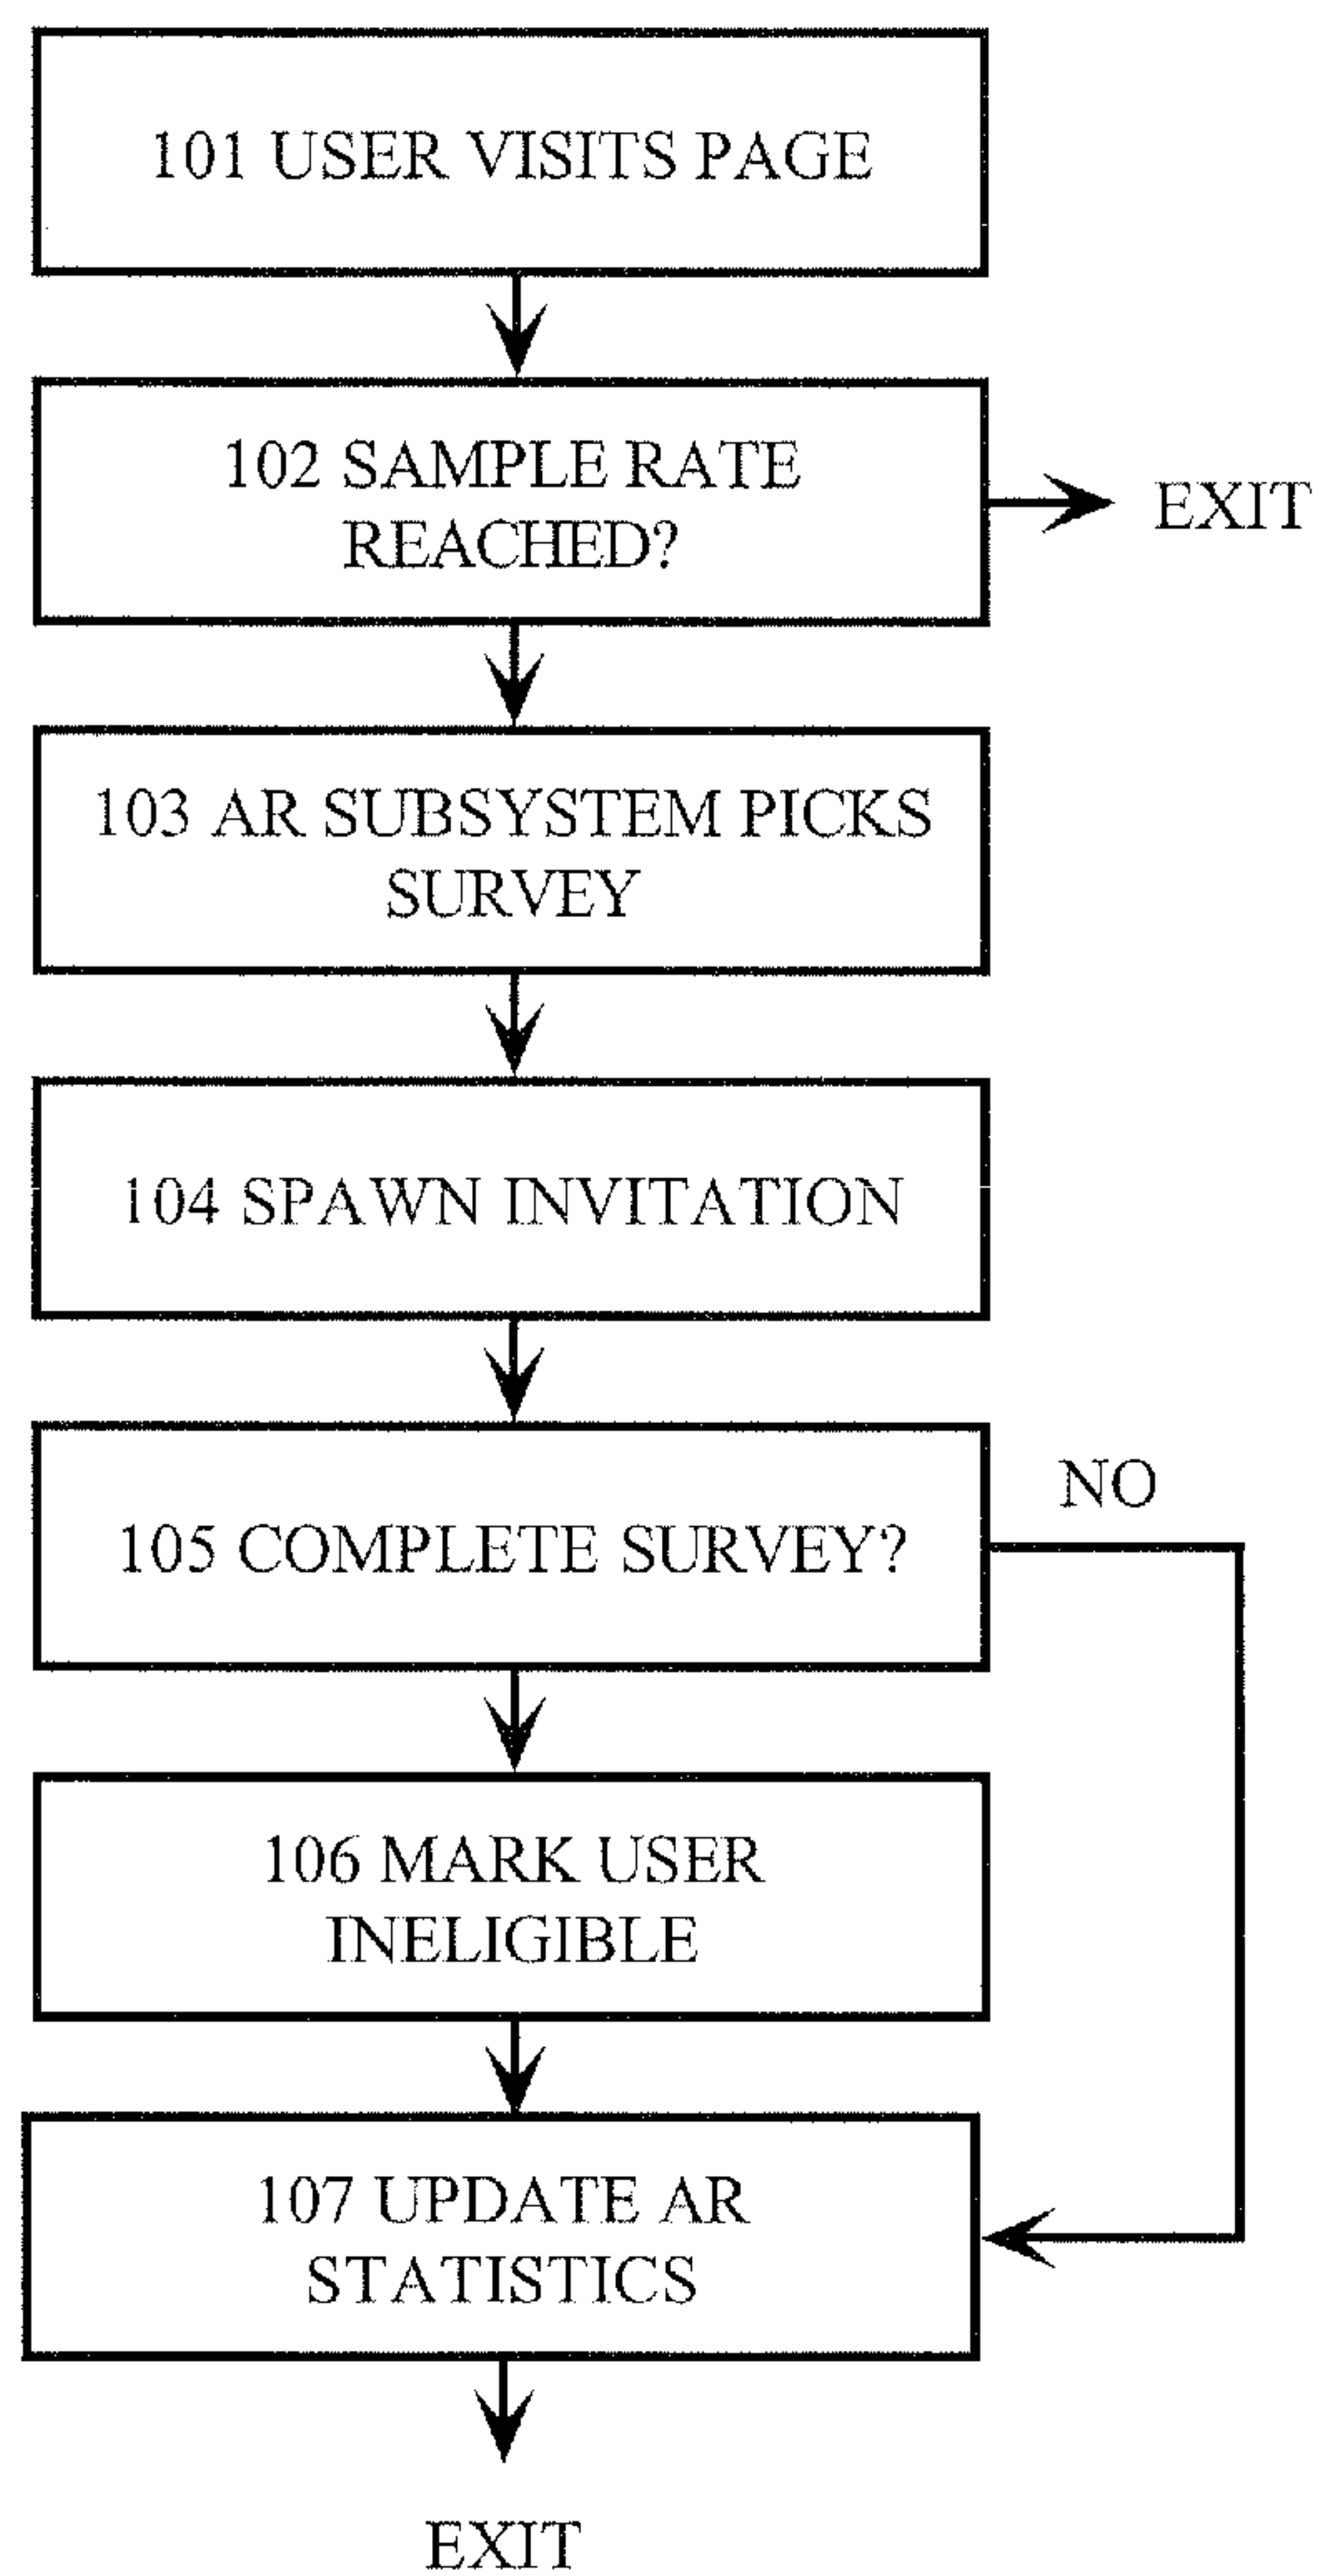 101 USER VISITS PAGE
102 SAMPLE RATE
REACHED?
EXIT
103 AR SUBSYSTEM PICKS
SURVEY
104 SPAWN INVITATION
105 COMPLETE SURVEY?
NO
106 MARK USER
INELIGIBLE
107 UPDATE AR
STATISTICS
EXIT